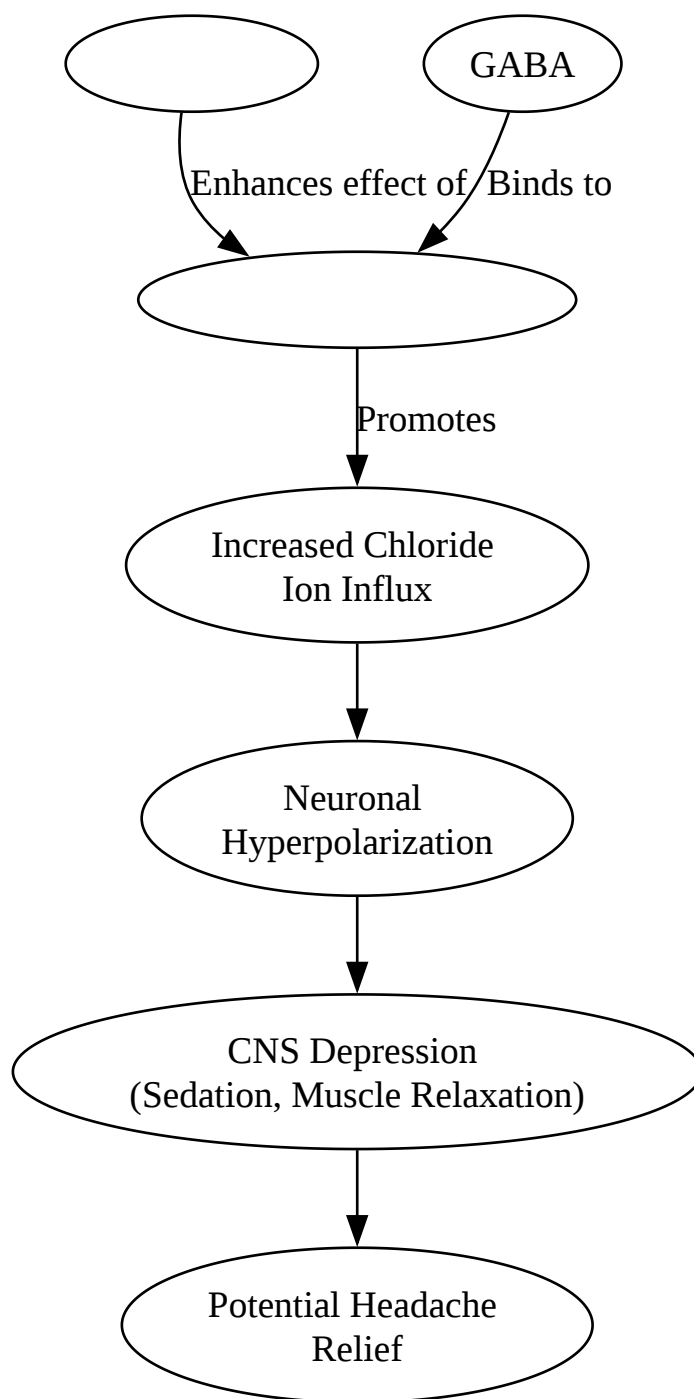 GABA
Enhances effect of
Binds to
Promotes
Increased Chloride
Ion Influx
Neuronal
Hyperpolarization
CNS Depression
(Sedation, Muscle Relaxation)
Potential Headache
Relief